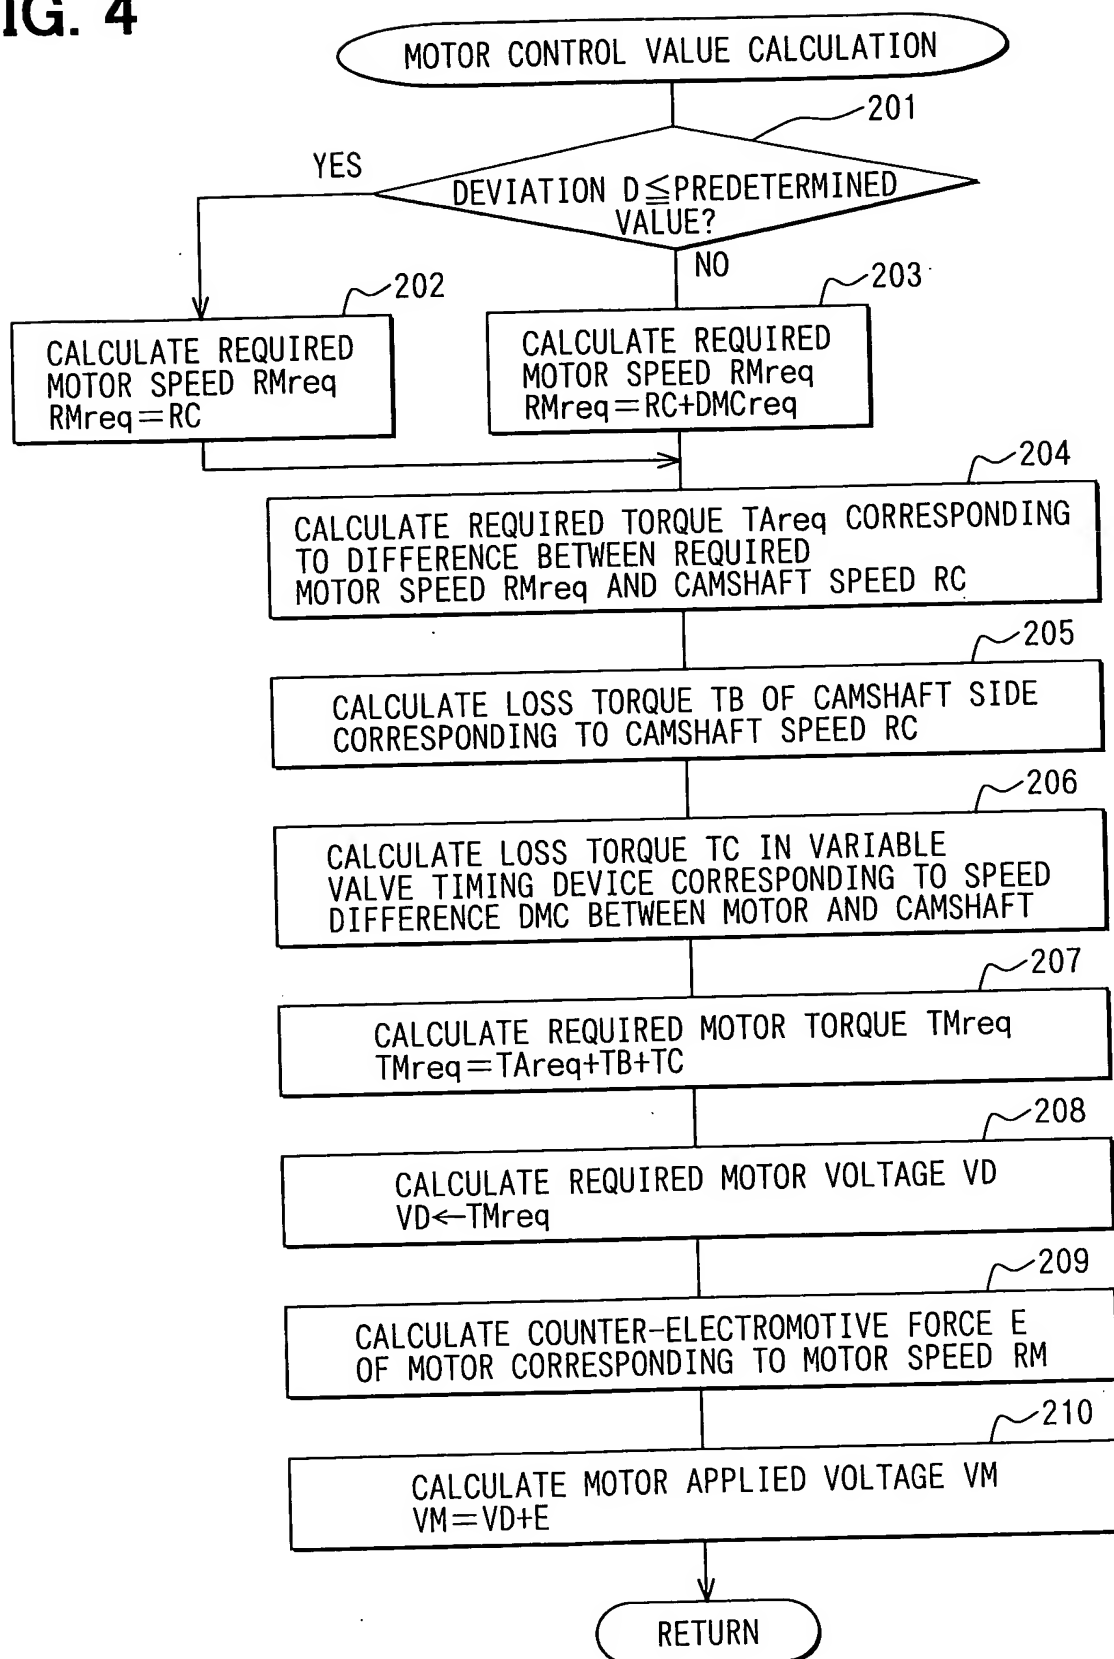 IG. 4
MOTOR CONTROL VALUE CALCULATION
201
YES
DEVIATION D≦PREDETERMINED
VALUE?
NO
202
203
CALCULATE REQUIRED
MOTOR SPEED RMreq
RMreq=RC
CALCULATE REQUIRED
MOTOR SPEED RMreq
RMreq=RC+DMCreq
204
CALCULATE REQUIRED TORQUE TAreq CORRESPONDING
TO DIFFERENCE BETWEEN REQUIRED
MOTOR SPEED RMreq AND CAMSHAFT SPEED RC
205
CALCULATE LOSS TORQUE TB OF CAMSHAFT SIDE
CORRESPONDING TO CAMSHAFT SPEED RC
206
CALCULATE LOSS TORQUE TC IN VARIABLE
VALVE TIMING DEVICE CORRESPONDING TO SPEED
DIFFERENCE DMC BETWEEN MOTOR AND CAMSHAFT
207
CALCULATE REQUIRED MOTOR TORQUE TMreq
TMreq=TAreq+TB+TC
208
CALCULATE REQUIRED MOTOR VOLTAGE VD
VD←TMreq
209
CALCULATE COUNTER-ELECTROMOTIVE FORCE E
OF MOTOR CORRESPONDING TO MOTOR SPEED RM
210
CALCULATE MOTOR APPLIED VOLTAGE VM
VM=VD+E
RETURN